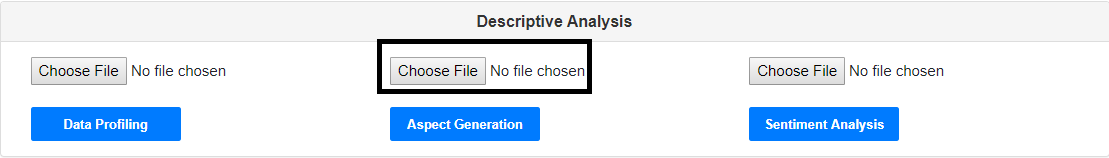 Descriptive Analysis
Choose File No file chosen Choose File No file chosen Choose File No file chosen
Data Profiling Aspect Generation Sentiment Analysis